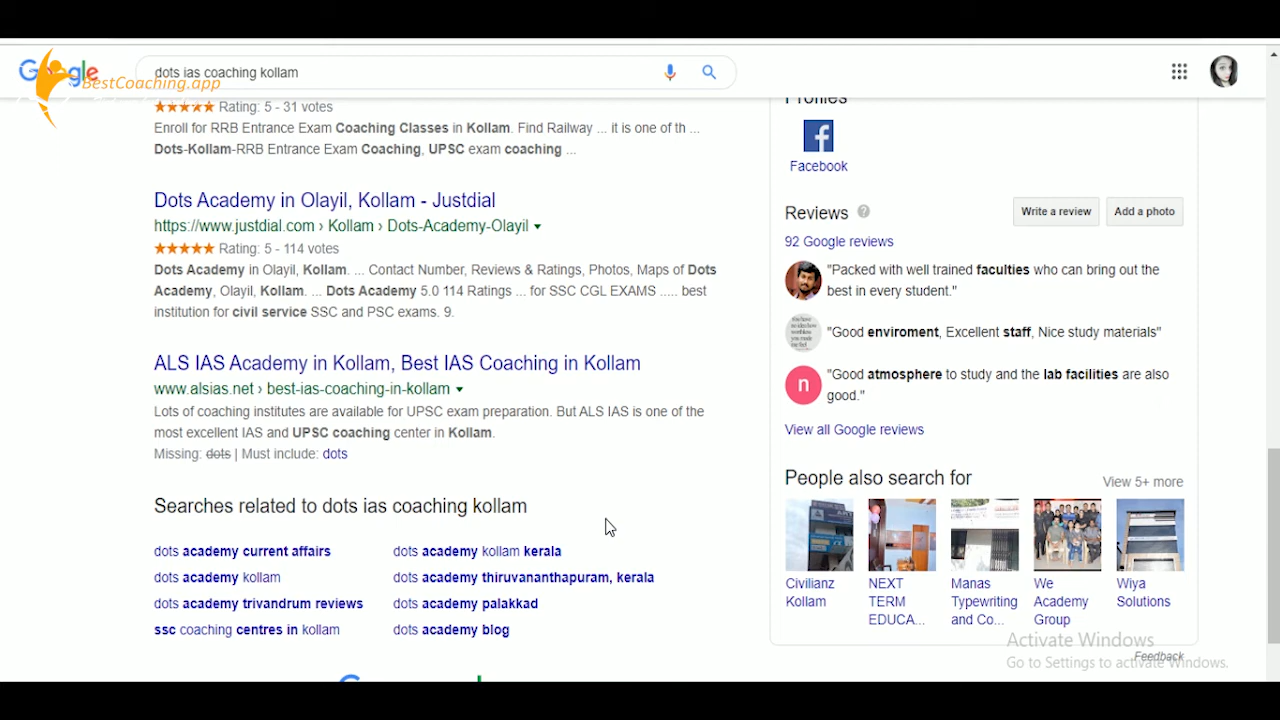 Google
BestCoaching.app
dots ias coaching kollam
Rating: 5 - 31 votes
Enroll for RRB Entrance Exam Coaching Classes in Kollam. Find Railway ... it is one of th ...
Dots-Kollam-RRB Entrance Exam Coaching, UPSC exam coaching ...
Dots Academy in Olayil, Kollam - Justdial
https://www.justdial.com › Kollam › Dots-Academy-Olayil
Rating: 5 - 114 votes
Dots Academy in Olayil, Kollam. ... Contact Number, Reviews & Ratings, Photos, Maps of Dots
Academy, Olayil, Kollam. ... Dots Academy 5.0 114 Ratings ... for SSC CGL EXAMS ..... best
institution for civil service SSC and PSC exams. 9.
ALS IAS Academy in Kollam, Best IAS Coaching in Kollam
www.alsias.net › best-ias-coaching-in-kollam
Lots of coaching institutes are available for UPSC exam preparation. But ALS IAS is one of the
most excellent IAS and UPSC coaching center in Kollam.
Missing: dots | Must include: dots
Searches related to dots ias coaching kollam
dots academy current affairs
dots academy kollam kerala
dots academy kollam
dots academy thiruvananthapuram, kerala
dots academy trivandrum reviews
dots academy palakkad
ssc coaching centres in kollam
dots academy blog
Profiles
Facebook
Reviews
Write a review
Add a photo
92 Google reviews
"Packed with well trained faculties who can bring out the
best in every student."
"Good enviroment, Excellent staff, Nice study materials"
n
"Good atmosphere to study and the lab facilities are also
good."
View all Google reviews
People also search for
View 5+ more
Civilianz
Kollam
NEXT
TERM
EDUCA...
Manas
Typewriting
and Co...
We
Academy
Group
Wiya
Solutions
Activate Windows
Go to Settings to activate Windows.
Feedback